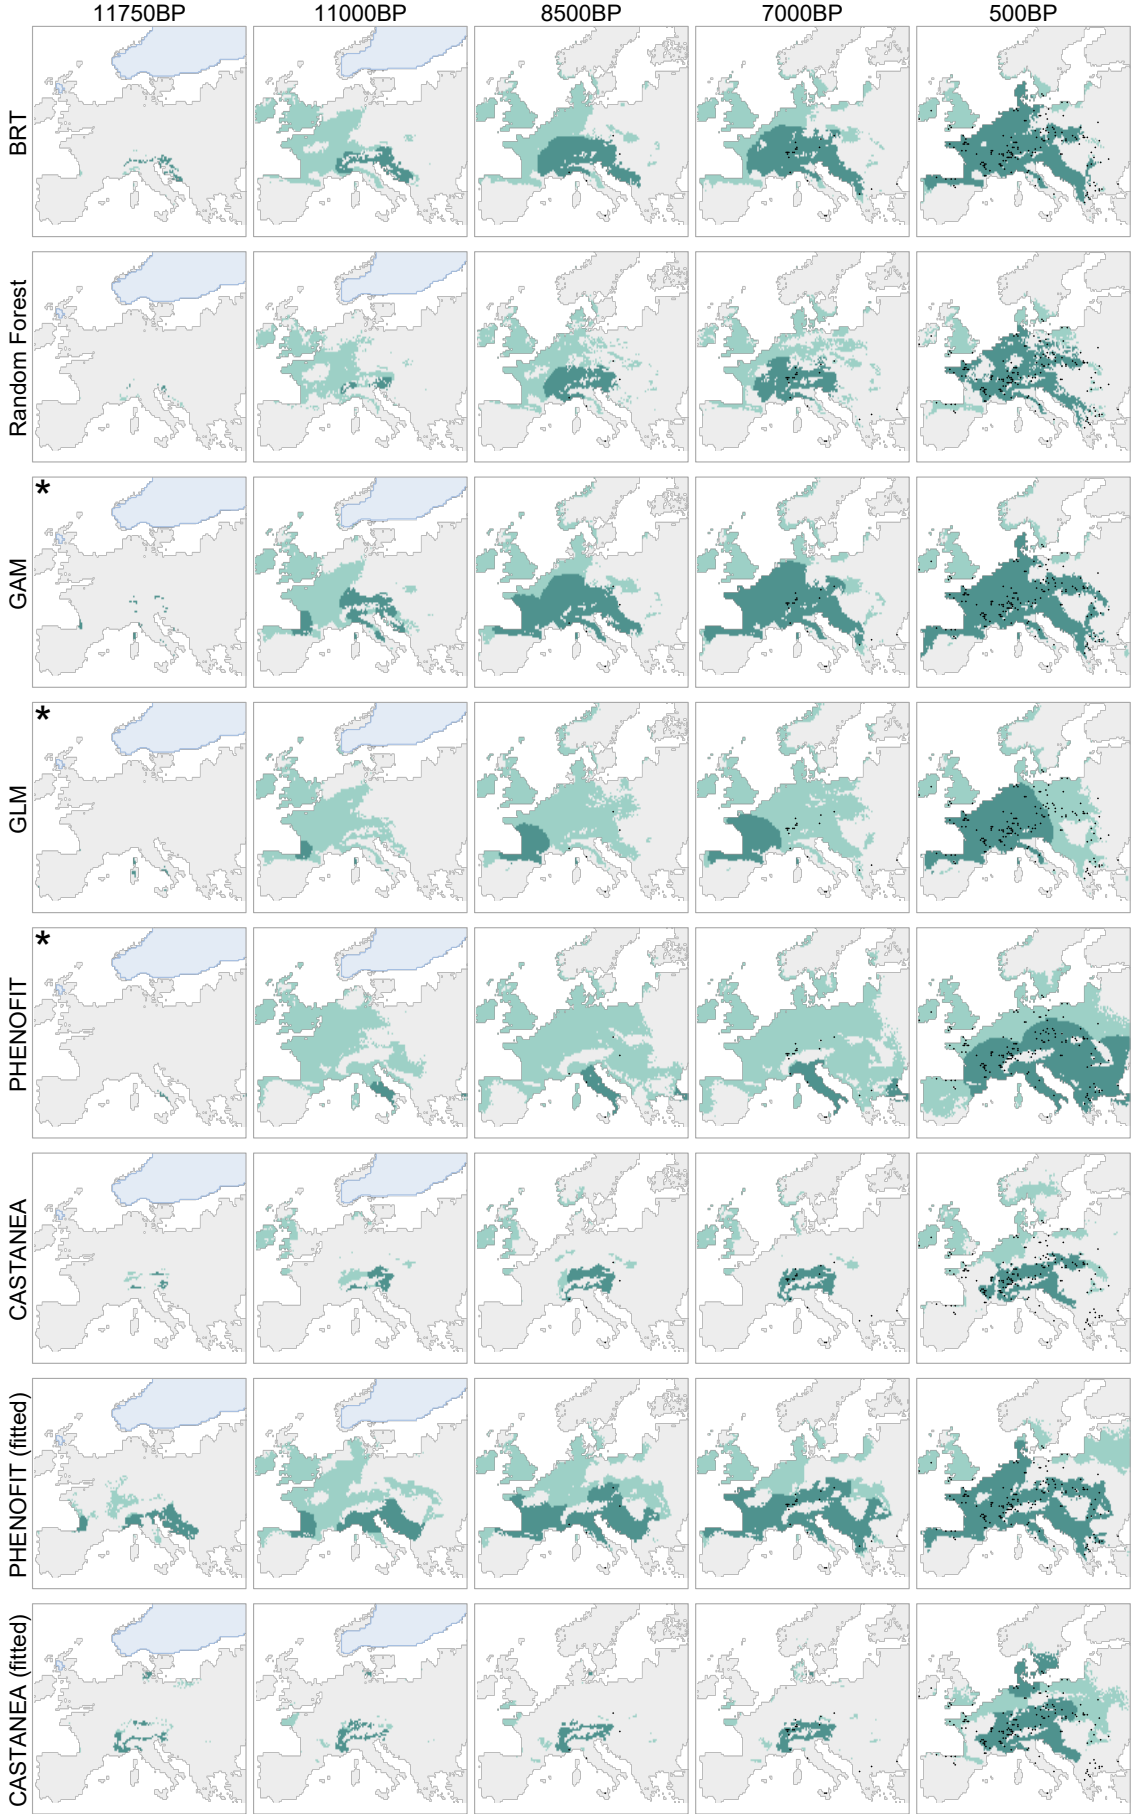 11750BP 11000BP 8500BP 7000BP 500BP
BRT
Random Forest
*
GAM
*
GLM
*
PHENOFIT
CASTANEA
PHENOFIT (fitted)
CASTANEA (fitted)